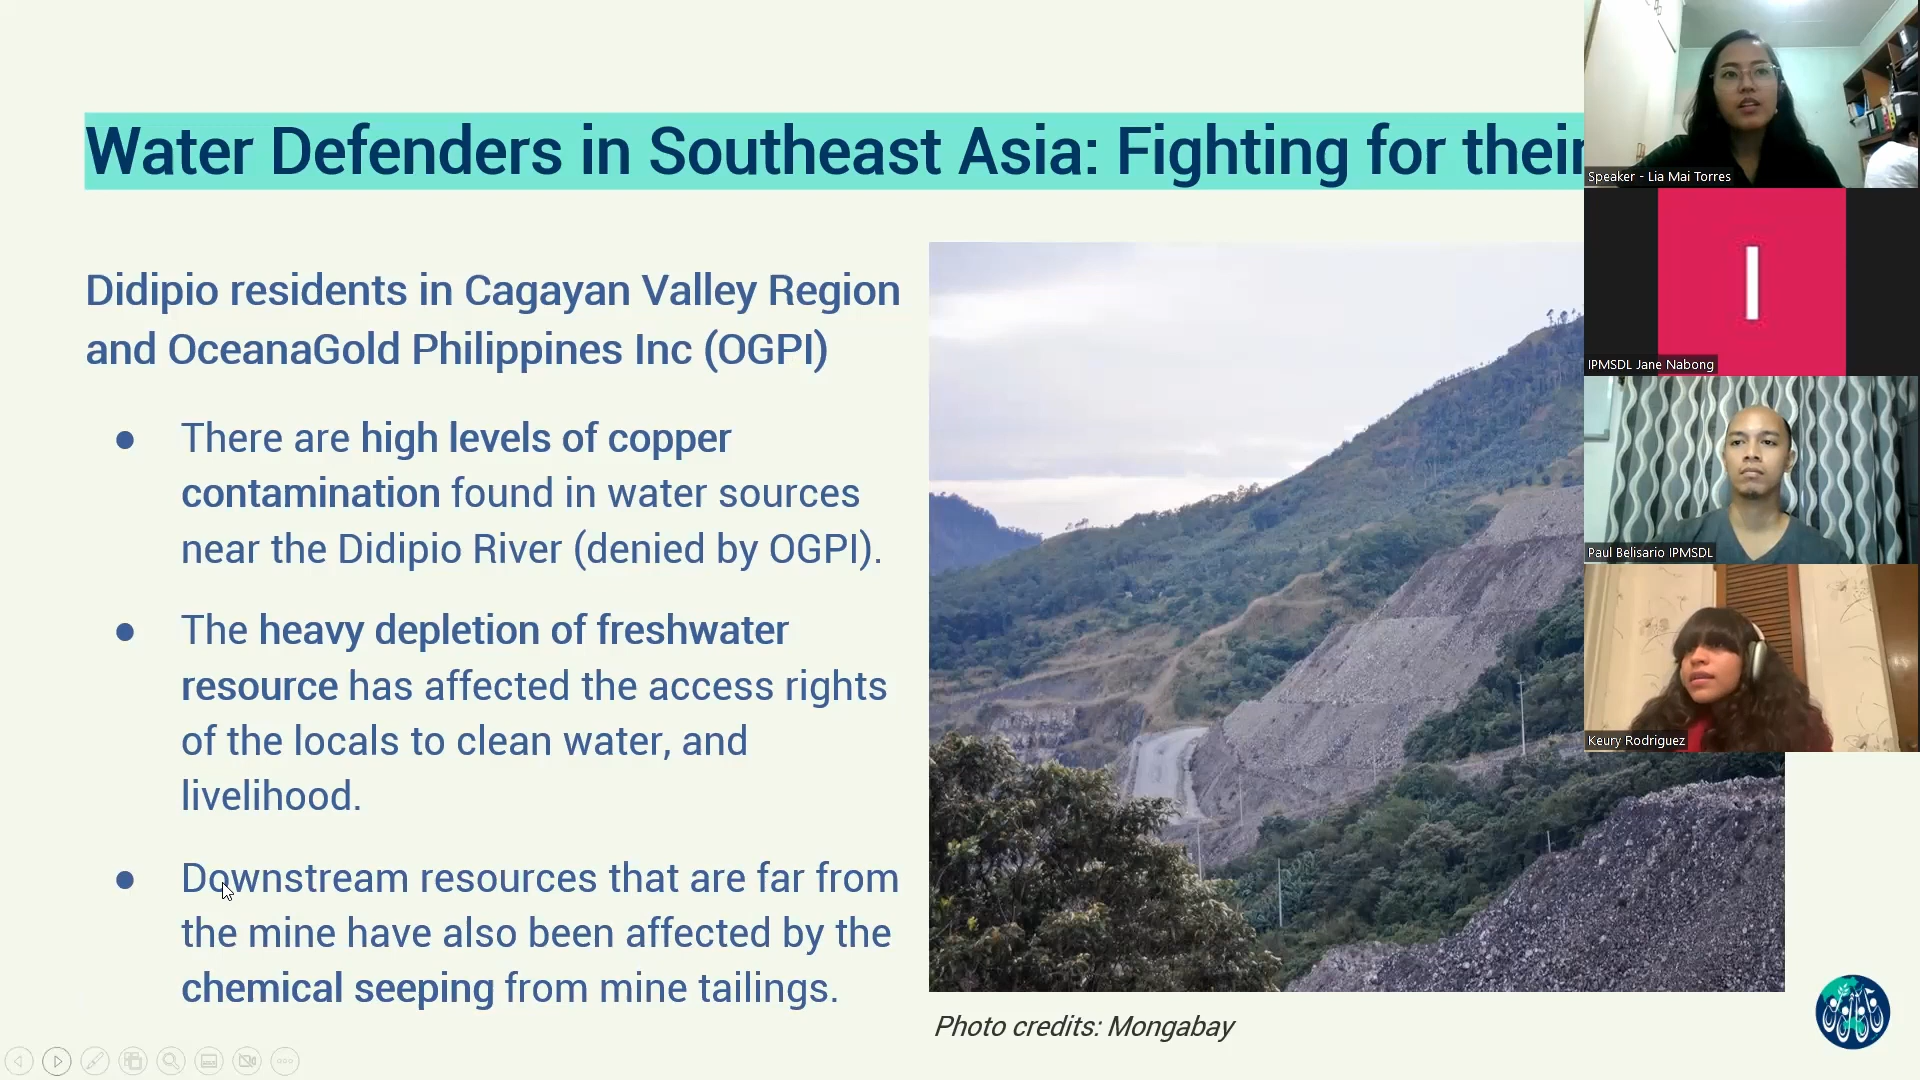 Water Defenders in Southeast Asia: Fighting for their
Didipio residents in Cagayan Valley Region
and OceanaGold Philippines Inc (OGPI)
● There are high levels of copper
contamination found in water sources
near the Didipio River (denied by OGPI).
● The heavy depletion of freshwater
resource has affected the access rights
of the locals to clean water, and
livelihood.
● Downstream resources that are far from
the mine have also been affected by the
chemical seeping from mine tailings.
Photo credits: Mongabay
Speaker - Lia Mai Torres
I
IPMSDL Jane Nabong
Paul Belisario IPMSDL
Keury Rodriguez